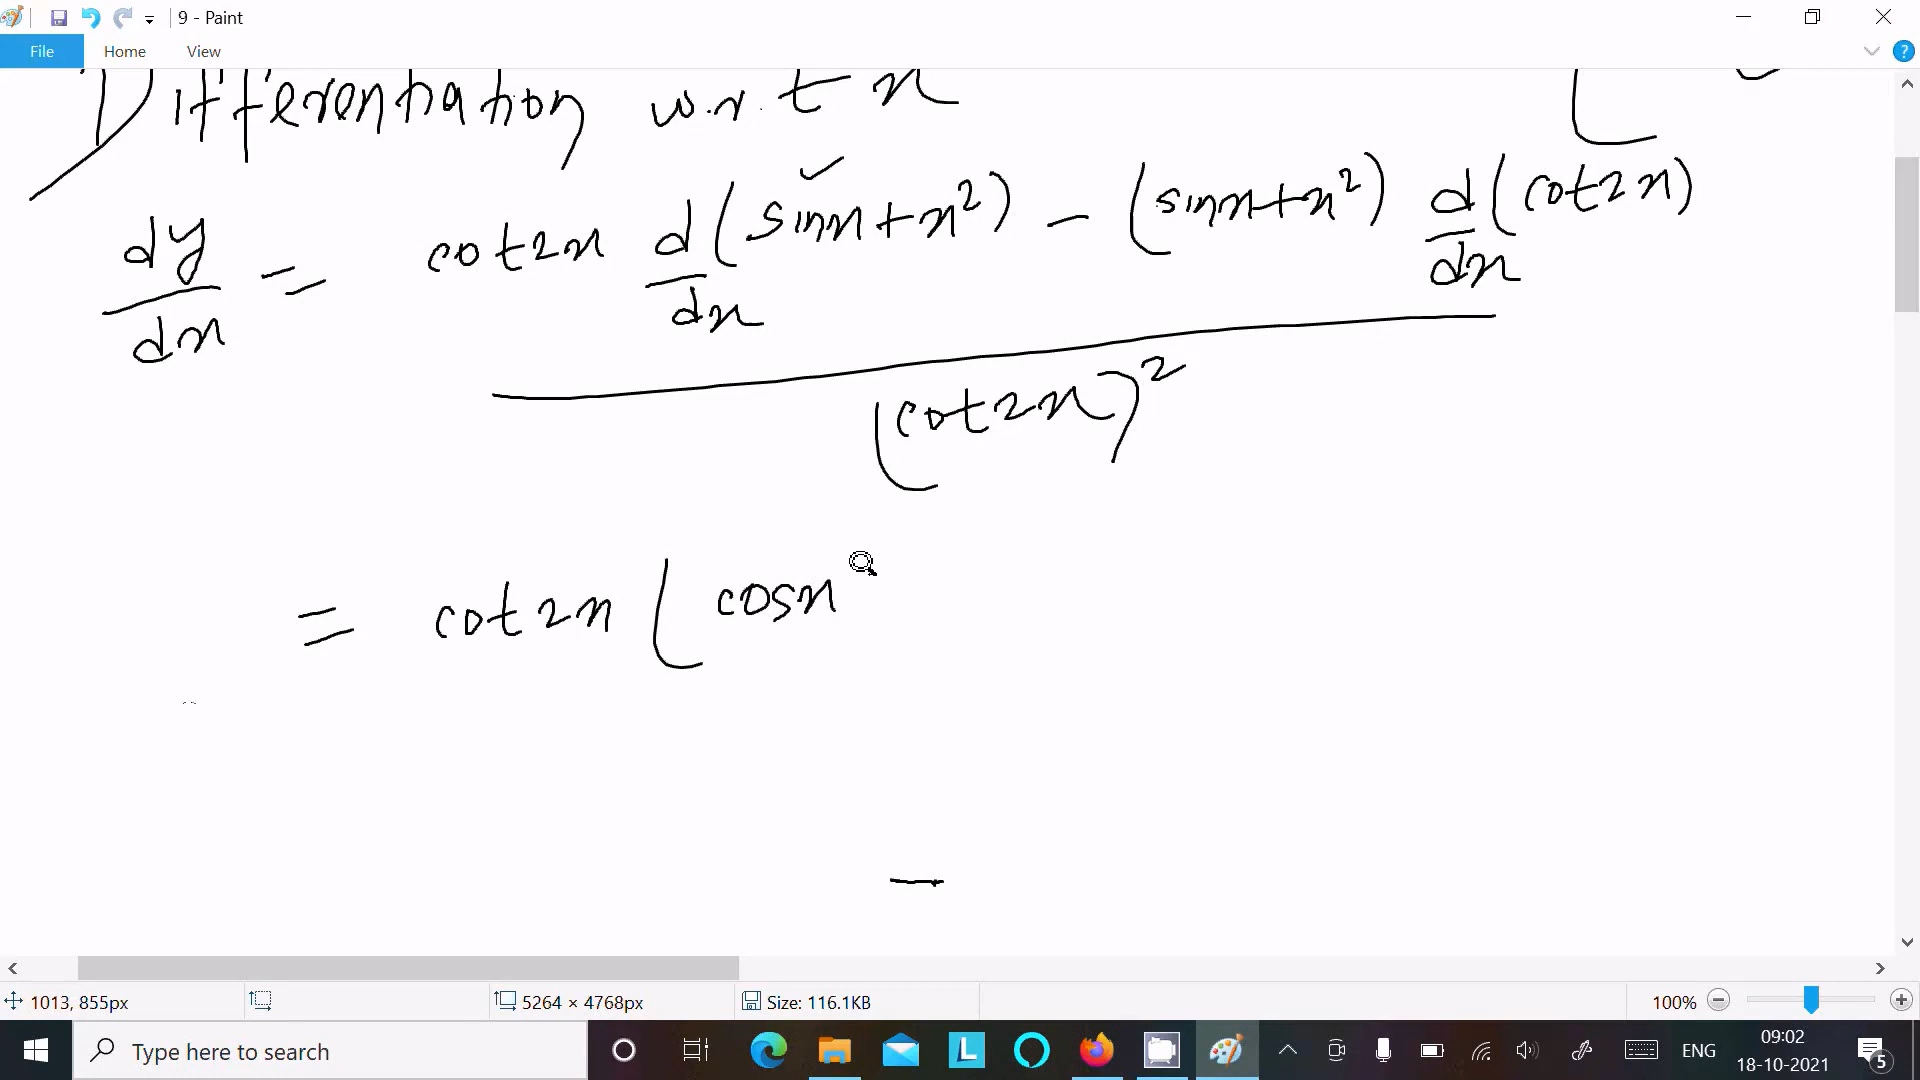 9 - Paint
File Home View
Differentiation w.r.t x
dy/dx = cot2x d/dx (sinx+x²) - (sinx+x²) d/dx (cot2x)
(cot2x)²
= cot2x ( cosx
1013, 855px 5264 × 4768px Size: 116.1KB 100%
Type here to search
L
ENG
09:02
18-10-2021
5